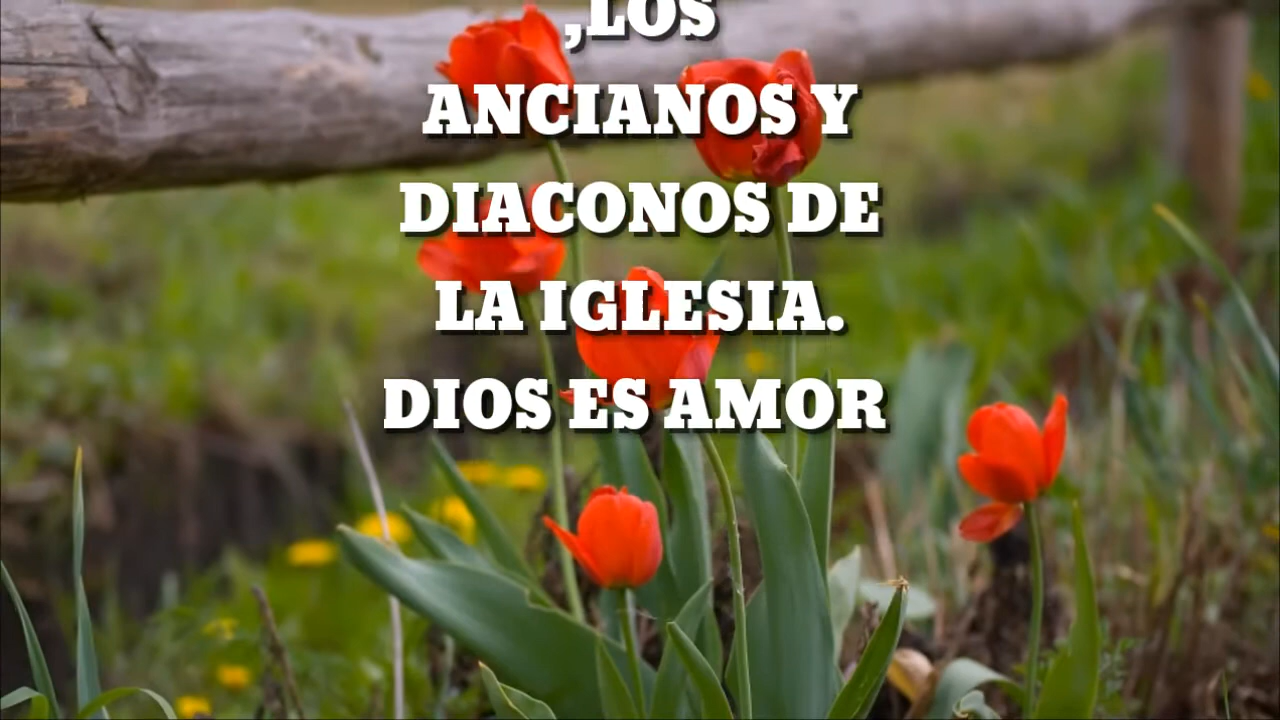 ,LOS
ANCIANOS Y
DIACONOS DE
LA IGLESIA.
DIOS ES AMOR